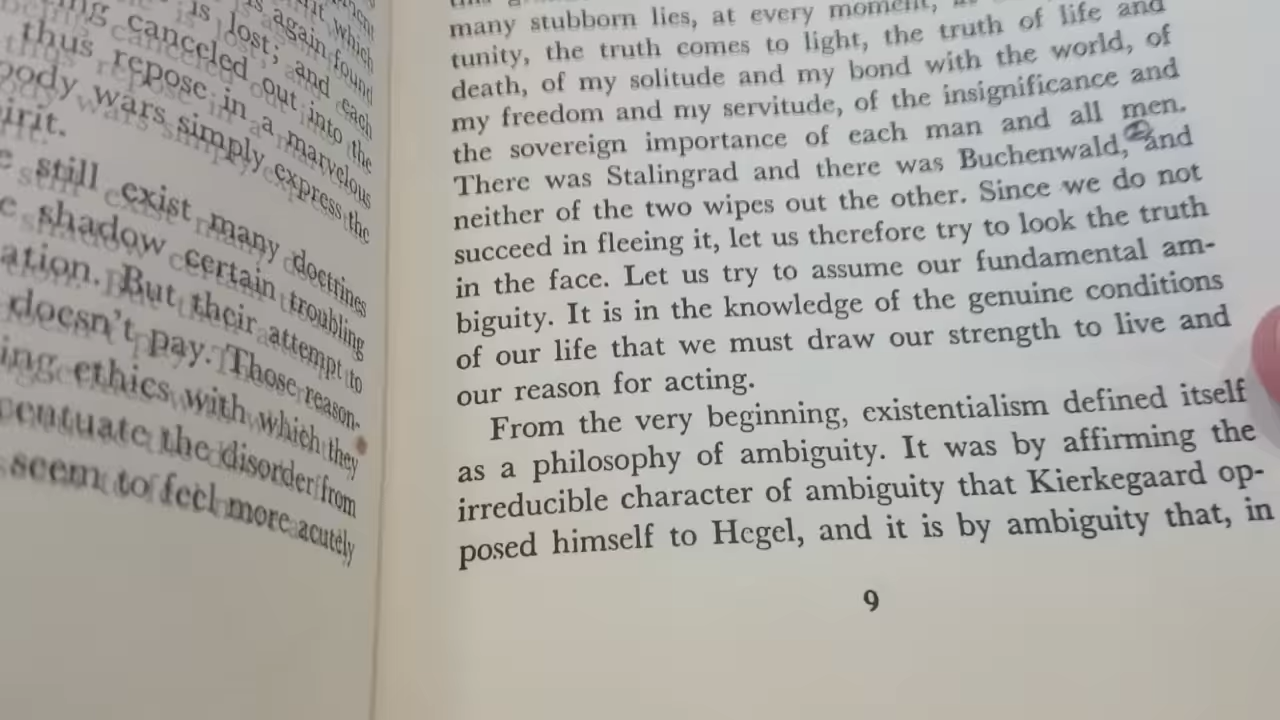 which
is again found
is lost; and each
canceled out into the
thus repose in a marvelous
wars simply express the
still exist many doctrines
shadow certain troubling
But their attempt to
doesn't pay. Those reason-
ethics with which they
the disorder from
seem to feel more acutely
many stubborn lies, at every moment,
tunity, the truth comes to light, the truth of life and
death, of my solitude and my bond with the world, of
my freedom and my servitude, of the insignificance and
the sovereign importance of each man and all men.
There was Stalingrad and there was Buchenwald, and
neither of the two wipes out the other. Since we do not
succeed in fleeing it, let us therefore try to look the truth
in the face. Let us try to assume our fundamental am-
biguity. It is in the knowledge of the genuine conditions
of our life that we must draw our strength to live and
our reason for acting.
From the very beginning, existentialism defined itself
as a philosophy of ambiguity. It was by affirming the
irreducible character of ambiguity that Kierkegaard op-
posed himself to Hegel, and it is by ambiguity that, in
9